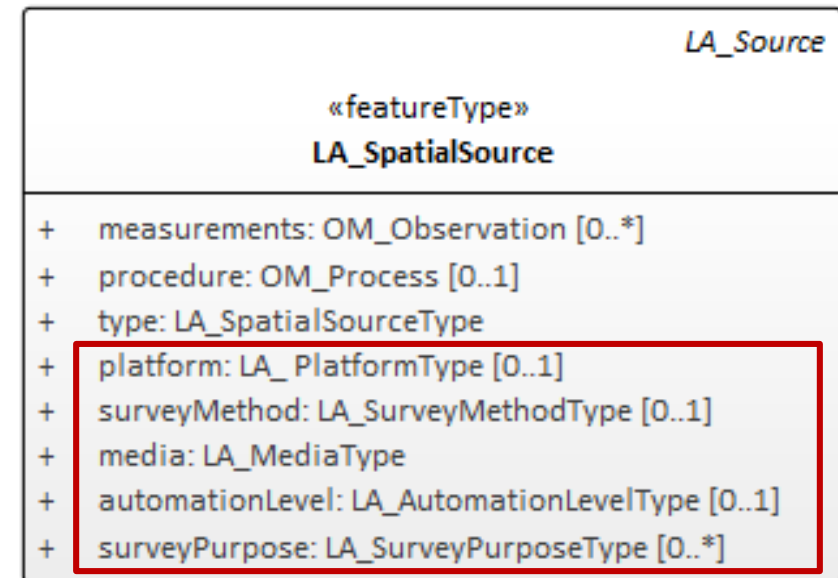 LA_Source
«featureType»
LA_SpatialSource
+ measurements: OM_Observation [0..*]
+ procedure: OM_Process [0..1]
+ type: LA_SpatialSourceType
+ platform: LA_ PlatformType [0..1]
+ surveyMethod: LA_SurveyMethodType [0..1]
+ media: LA_MediaType
+ automationLevel: LA_AutomationLevelType [0..1]
+ surveyPurpose: LA_SurveyPurposeType [0..*]